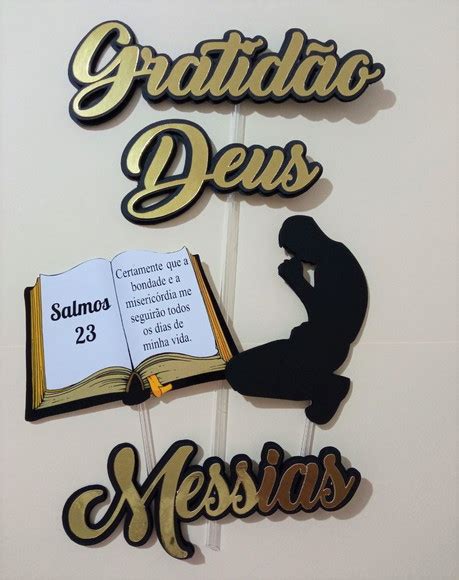 Gratidão
Deus
Salmos
23
Certamente que a
bondade e a
misericórdia me
seguirão todos
os dias de
minha vida.
Messias